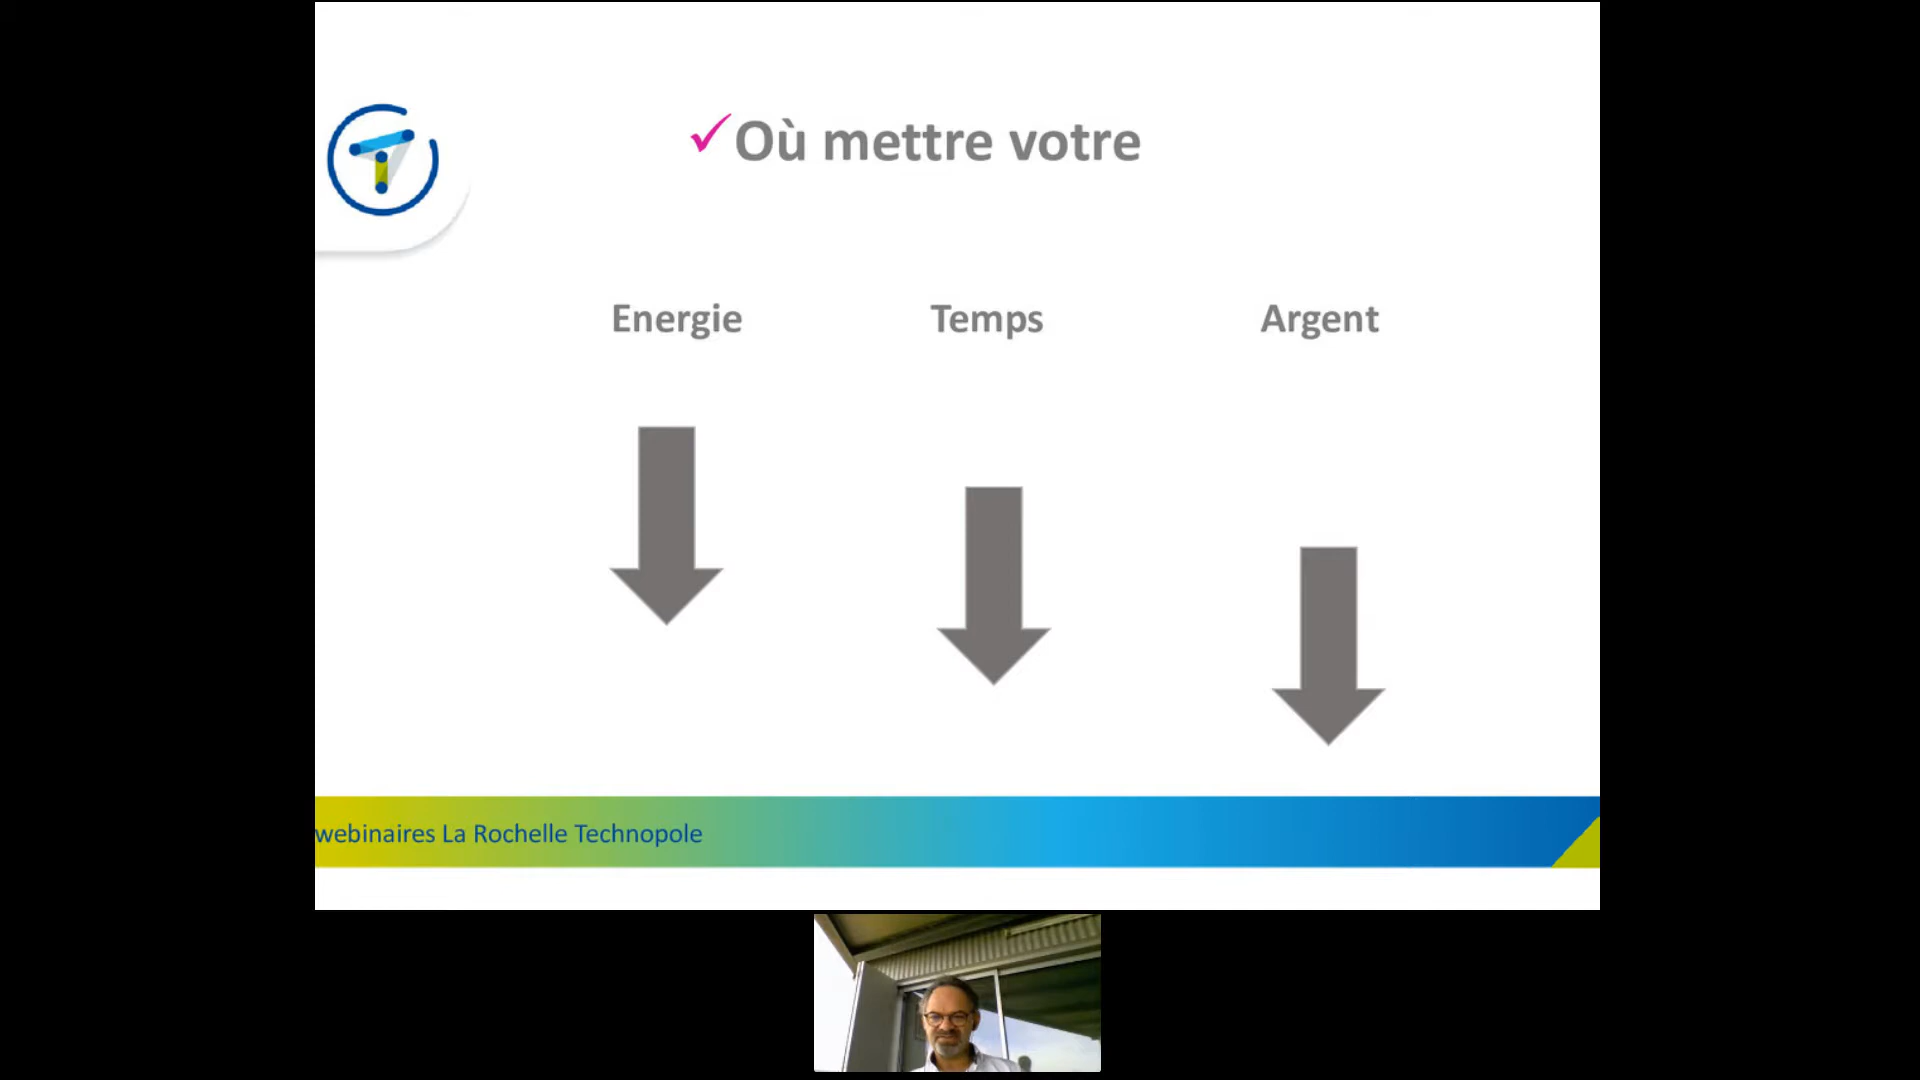 Où mettre votre
Energie
Temps
Argent
webinaires La Rochelle Technopole